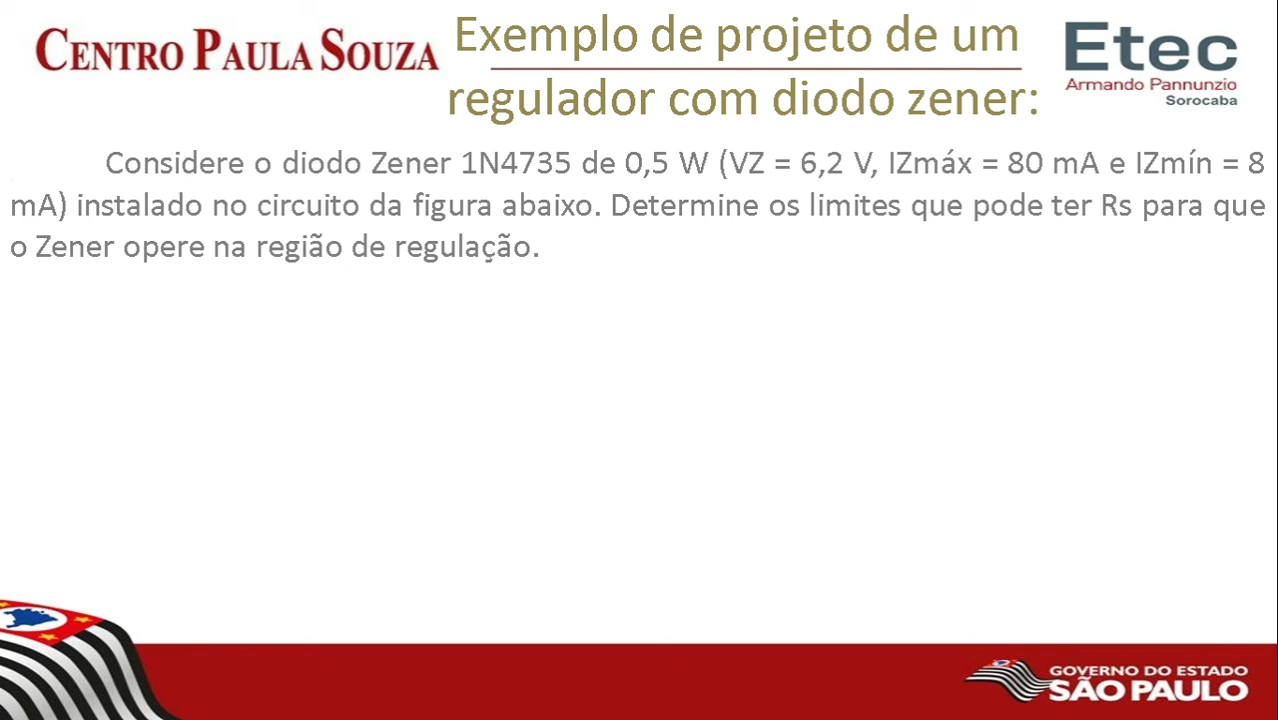 CENTRO PAULA SOUZA
Exemplo de projeto de um
regulador com diodo zener:
Etec
Armando Pannunzio
Sorocaba
Considere o diodo Zener 1N4735 de 0,5 W (VZ = 6,2 V, IZmáx = 80 mA e IZmín = 8
mA) instalado no circuito da figura abaixo. Determine os limites que pode ter Rs para que
o Zener opere na região de regulação.
GOVERNO DO ESTADO
SÃO PAULO